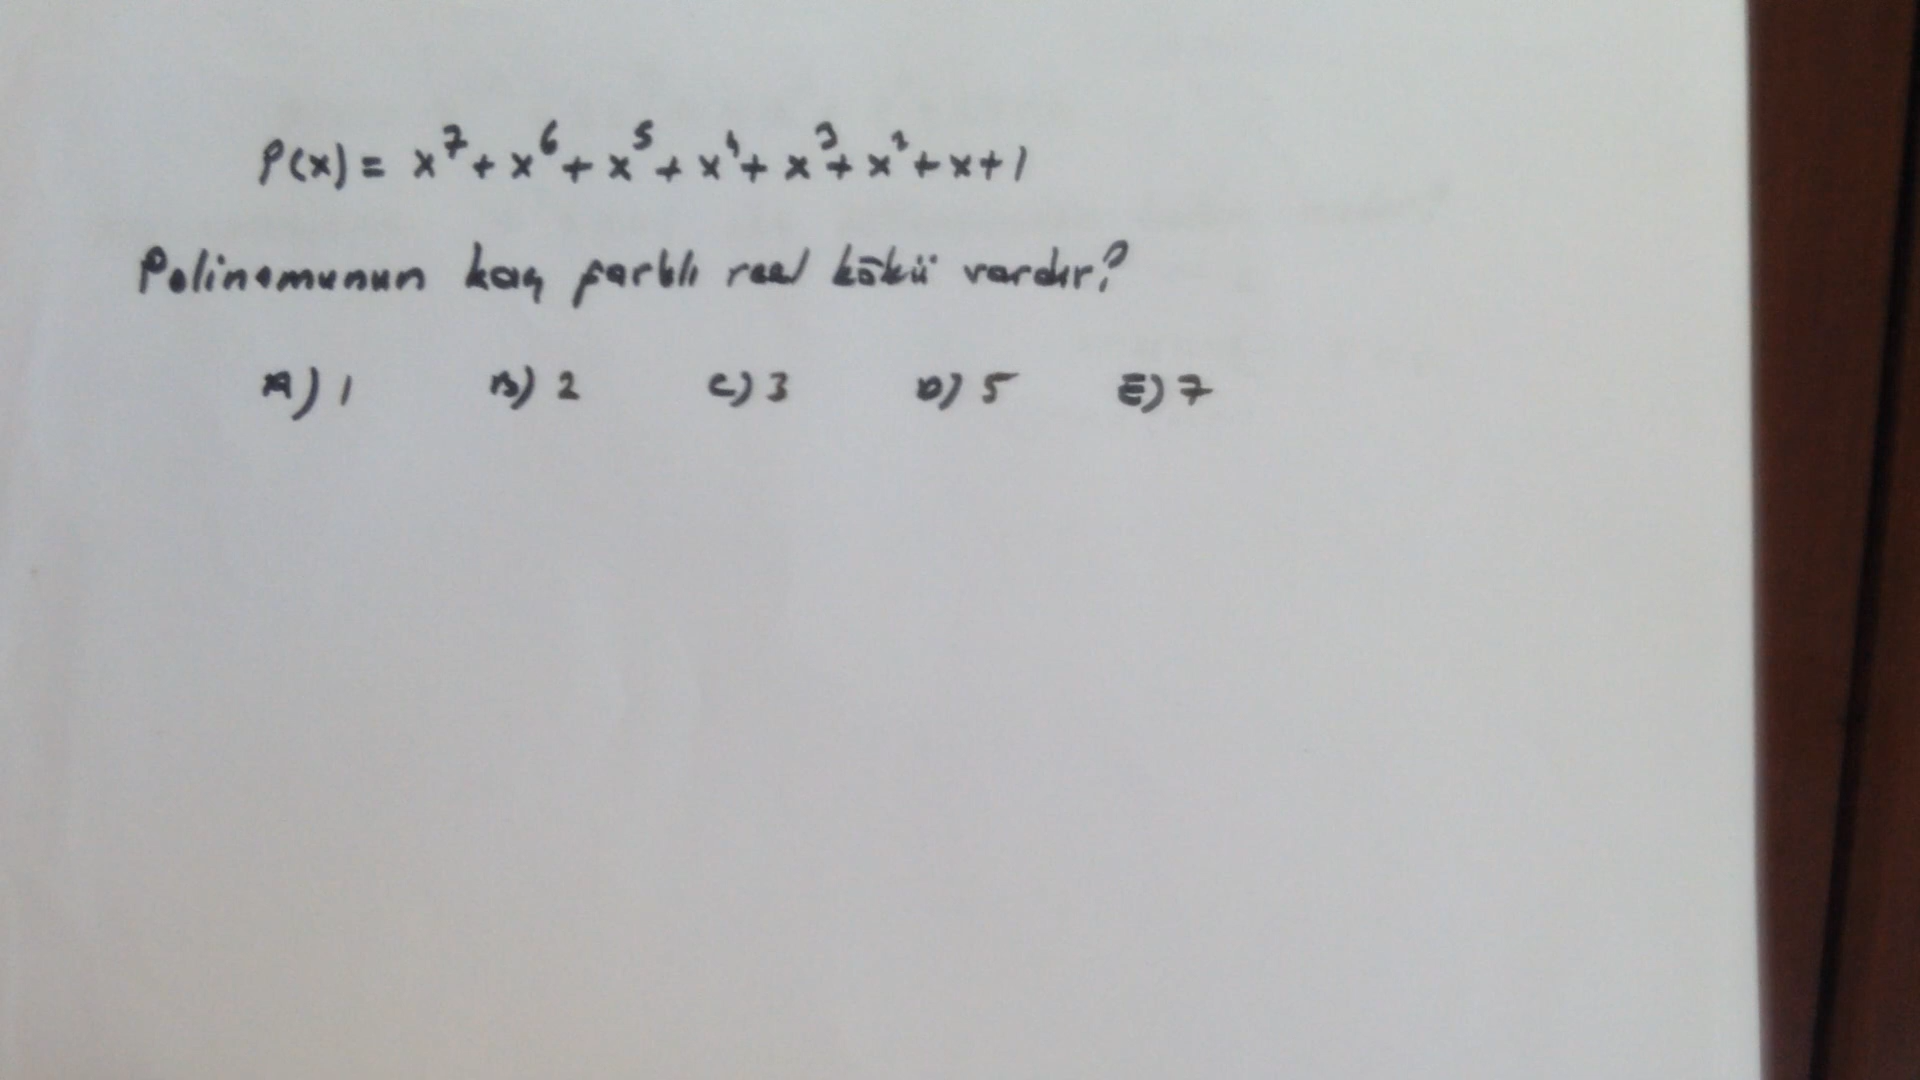 P(x) = x⁷ + x⁶ + x⁵ + x⁴ + x³ + x² + x + 1
Polinomunun kaç farklı reel kökü vardır?
A) 1 B) 2 C) 3 D) 5 E) 7